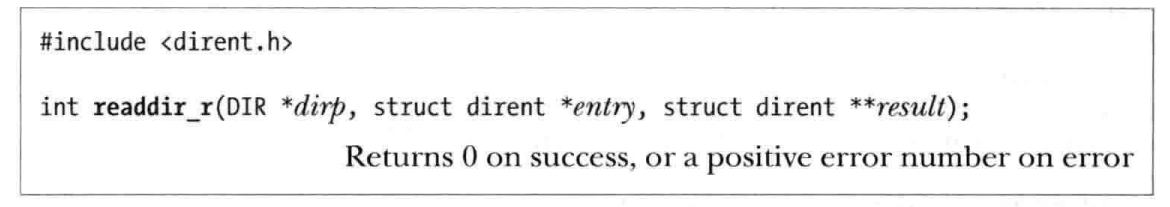 #include <dirent.h>
int readdir_r(DIR *dirp, struct dirent *entry, struct dirent **result);
Returns 0 on success, or a positive error number on error